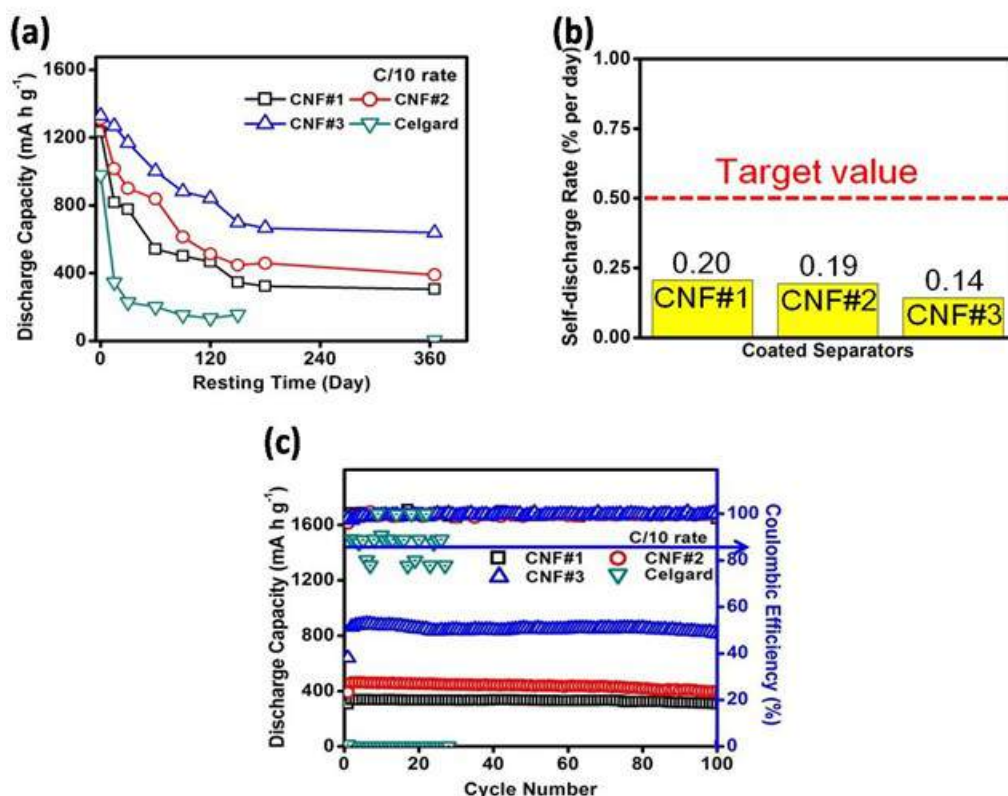 (a)
Discharge Capacity (mA h g⁻¹)
1600
1200
800
400
0
C/10 rate
CNF#1 CNF#2
CNF#3 Celgard
0 120 240 360
Resting Time (Day)
(b)
Self-discharge Rate (% per day)
1.00
0.75
0.50
0.25
0.00
Target value
0.20 0.19 0.14
CNF#1 CNF#2 CNF#3
Coated Separators
(c)
Discharge Capacity (mA h g⁻¹)
1600
1200
800
400
0
C/10 rate
CNF#1 CNF#2
CNF#3 Celgard
100
80
60
40
20
0
Coulombic Efficiency (%)
0 20 40 60 80 100
Cycle Number